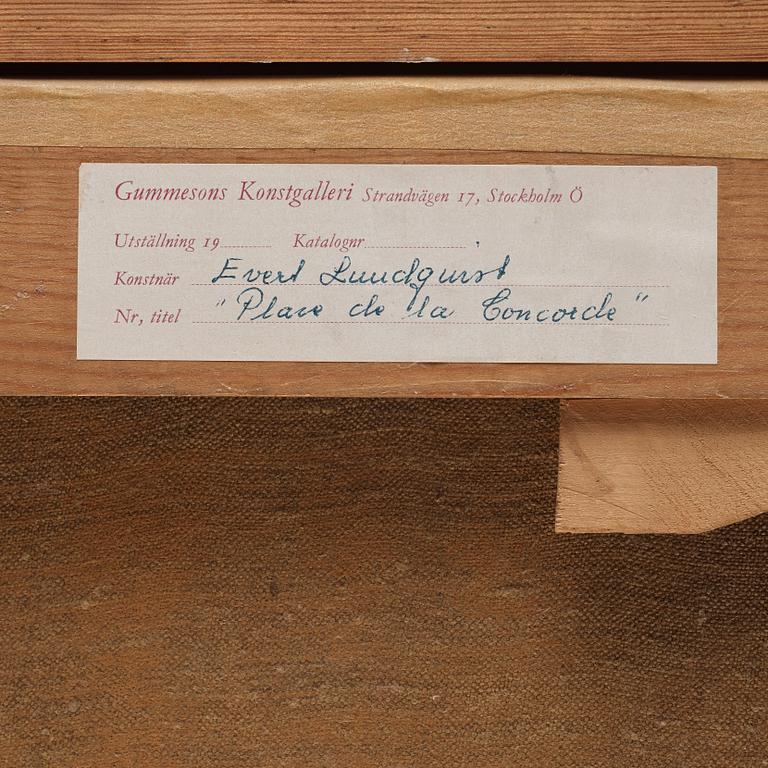 Gummesons Konstgalleri Strandvägen 17, Stockholm Ö
Utställning 19 Katalognr
Konstnär Evert Lundquist
Nr, titel "Place de la Concorde"